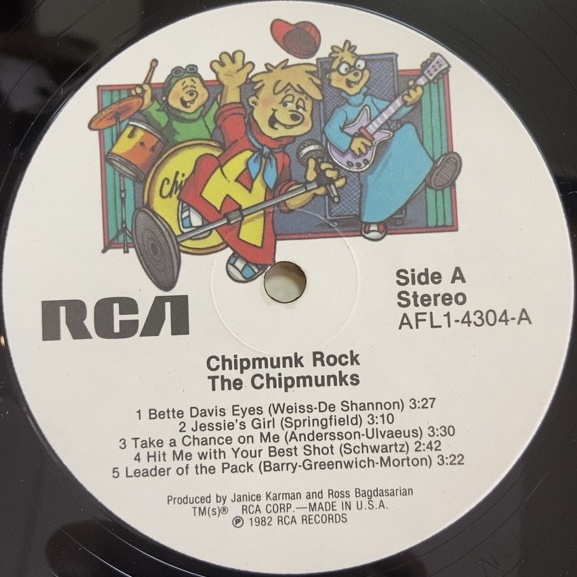 Chi
RCA
Side A
Stereo
AFL1-4304-A
Chipmunk Rock
The Chipmunks
1 Bette Davis Eyes (Weiss-De Shannon) 3:27
2 Jessie's Girl (Springfield) 3:10
3 Take a Chance on Me (Andersson-Ulvaeus) 3:30
4 Hit Me with Your Best Shot (Schwartz) 2:42
5 Leader of the Pack (Barry-Greenwich-Morton) 3:22
Produced by Janice Karman and Ross Bagdasarian
TM(s)® RCA CORP.—MADE IN U.S.A.
℗ 1982 RCA RECORDS